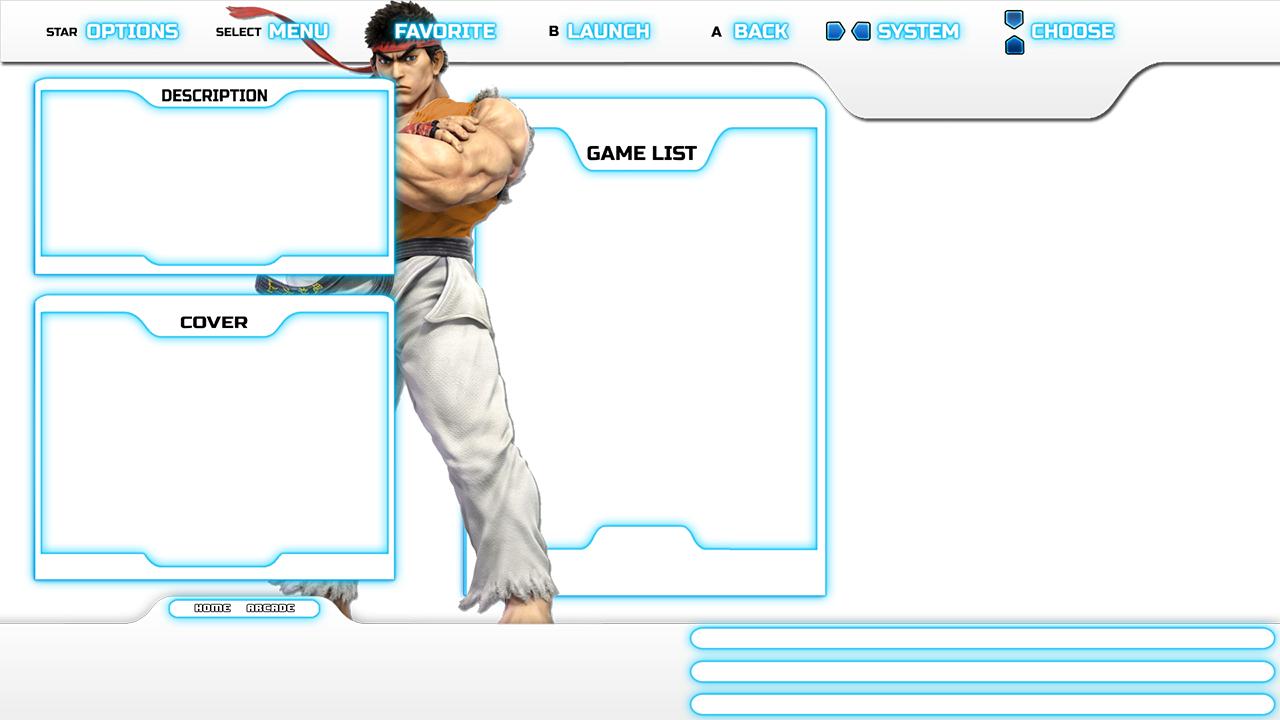 STAR OPTIONS SELECT MENU FAVORITE B LAUNCH A BACK SYSTEM CHOOSE
DESCRIPTION
GAME LIST
COVER
HOME ARCADE